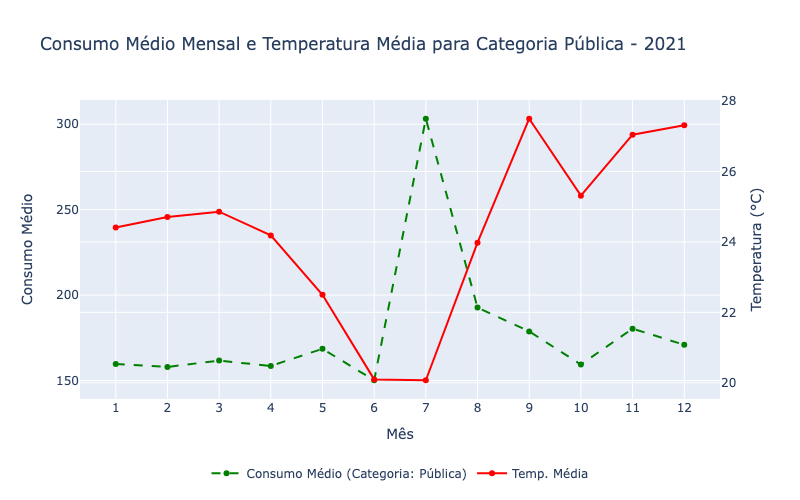 Consumo Médio Mensal e Temperatura Média para Categoria Pública - 2021
300
250
200
150
Consumo Médio
28
26
24
22
20
Temperatura (°C)
1 2 3 4 5 6 7 8 9 10 11 12
Mês
Consumo Médio (Categoria: Pública) Temp. Média